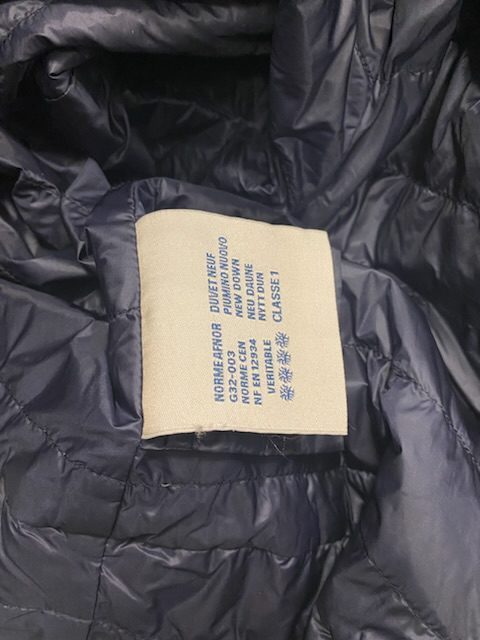 NORME AFNOR
G32-003
NORME CEN
NF EN 12934
VERITABLE
DUVET NEUF
PIUMINO NUOVO
NEW DOWN
NEU DAUNE
NYTT DUN
CLASSE 1